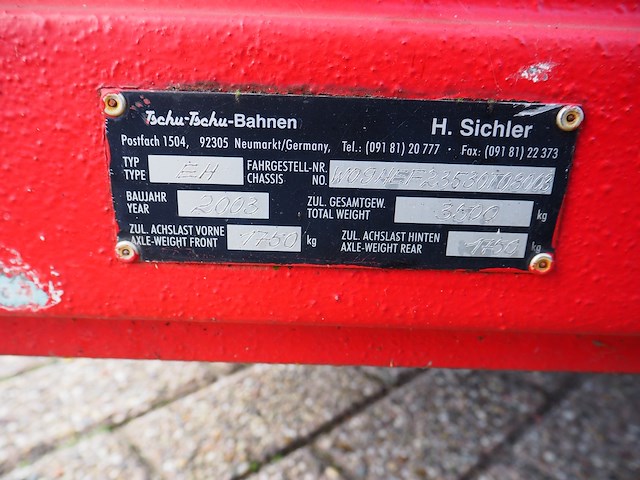 Tschu-Tschu-Bahnen H. Sichler
Postfach 1504, 92305 Neumarkt/Germany, Tel.: (091 81) 20 777 · Fax: (091 81) 22 373
TYP EH FAHRGESTELL-NR.
TYPE CHASSIS NO.
BAUJAHR 2003 ZUL. GESAMTGEW. 3500 kg
YEAR TOTAL WEIGHT
ZUL. ACHSLAST VORNE 1750 kg ZUL. ACHSLAST HINTEN 1750 kg
AXLE-WEIGHT FRONT AXLE-WEIGHT REAR